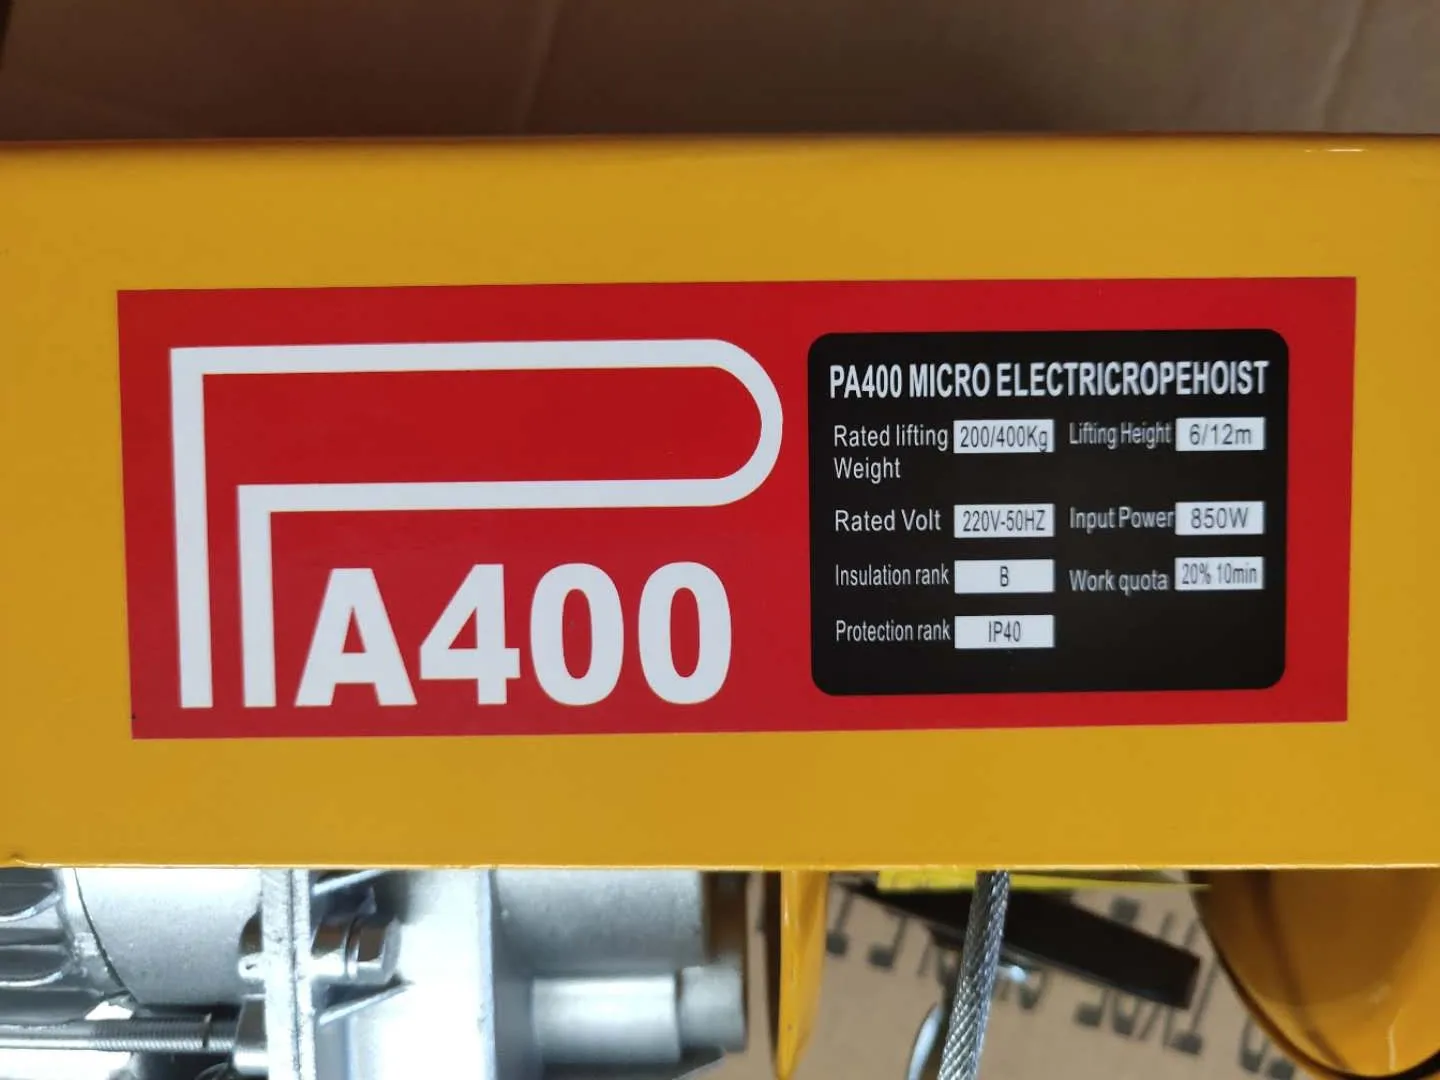 PA400
PA400 MICRO ELECTRICROPEHOIST
Rated lifting Weight 200/400Kg Lifting Height 6/12m
Rated Volt 220V-50HZ Input Power 850W
Insulation rank B Work quota 20% 10min
Protection rank IP40